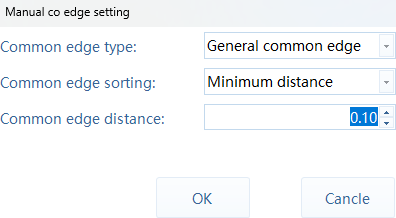 Manual co edge setting
Common edge type: General common edge
Common edge sorting: Minimum distance
Common edge distance: 0.10
OK Cancle